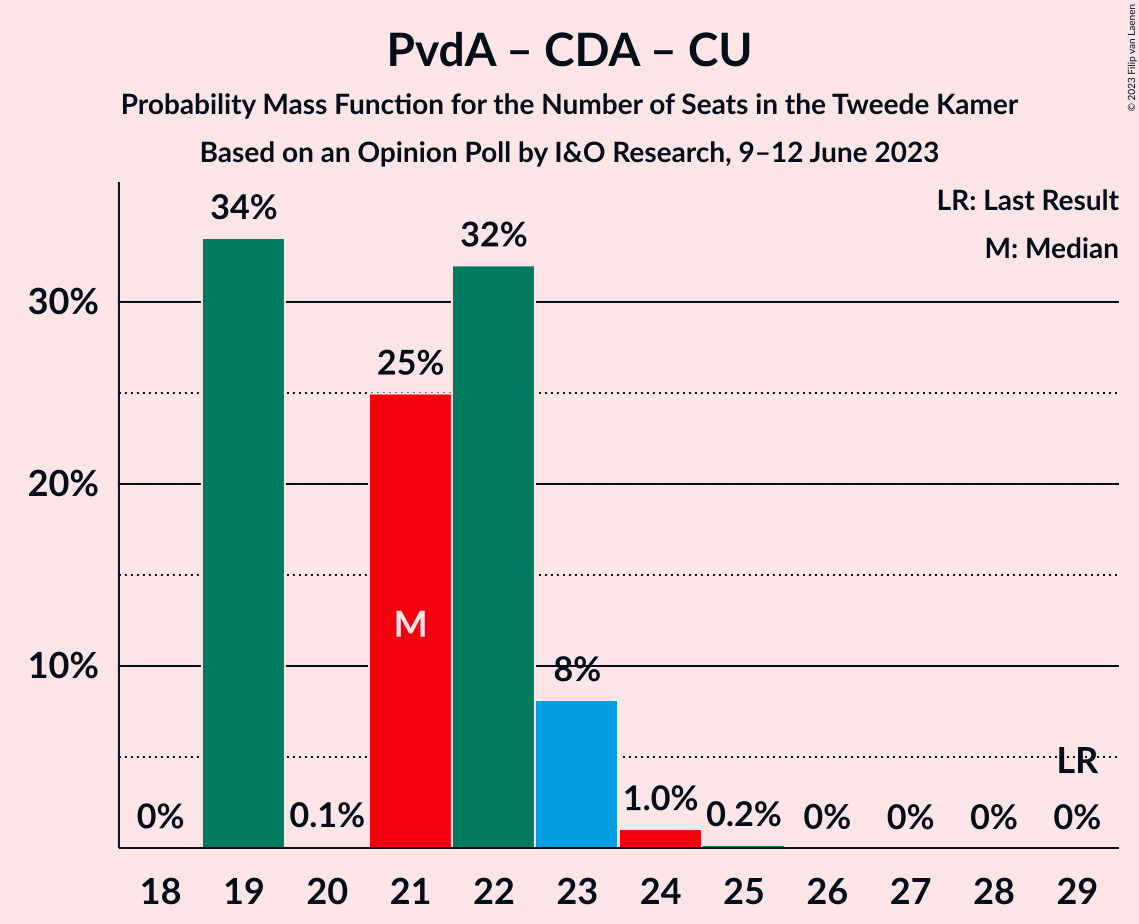 PvdA – CDA – CU
Probability Mass Function for the Number of Seats in the Tweede Kamer
Based on an Opinion Poll by I&O Research, 9–12 June 2023
© 2023 Filip van Laenen
LR: Last Result
M: Median
34%
32%
30%
25%
20%
M
10%
8%
LR
0%
0.1%
1.0%
0.2%
0%
0%
0%
0%
18 19 20 21 22 23 24 25 26 27 28 29